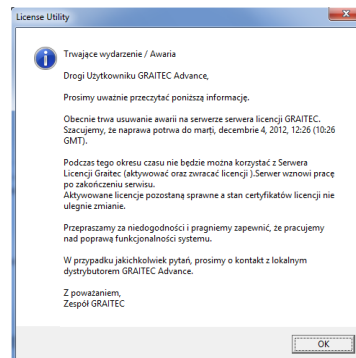 License Utility
Trwające wydarzenie / Awaria
Drogi Użytkowniku GRAITEC Advance,
Prosimy uważnie przeczytać poniższą informację.
Obecnie trwa usuwanie awarii na serwerze serwera licencji GRAITEC.
Szacujemy, że naprawa potrwa do marţi, decembrie 4, 2012, 12:26 (10:26
GMT).
Podczas tego okresu czasu nie będzie można korzystać z Serwera
Licencji Graitec (aktywować oraz zwracać licencji ).Serwer wznowi pracę
po zakończeniu serwisu.
Aktywowane licencje pozostaną sprawne a stan certyfikatów licencji nie
ulegnie zmianie.
Przepraszamy za niedogodności i pragniemy zapewnić, że pracujemy
nad poprawą funkcjonalności systemu.
W przypadku jakichkolwiek pytań, prosimy o kontakt z lokalnym
dystrybutorem GRAITEC Advance.
Z poważaniem,
Zespół GRAITEC
OK